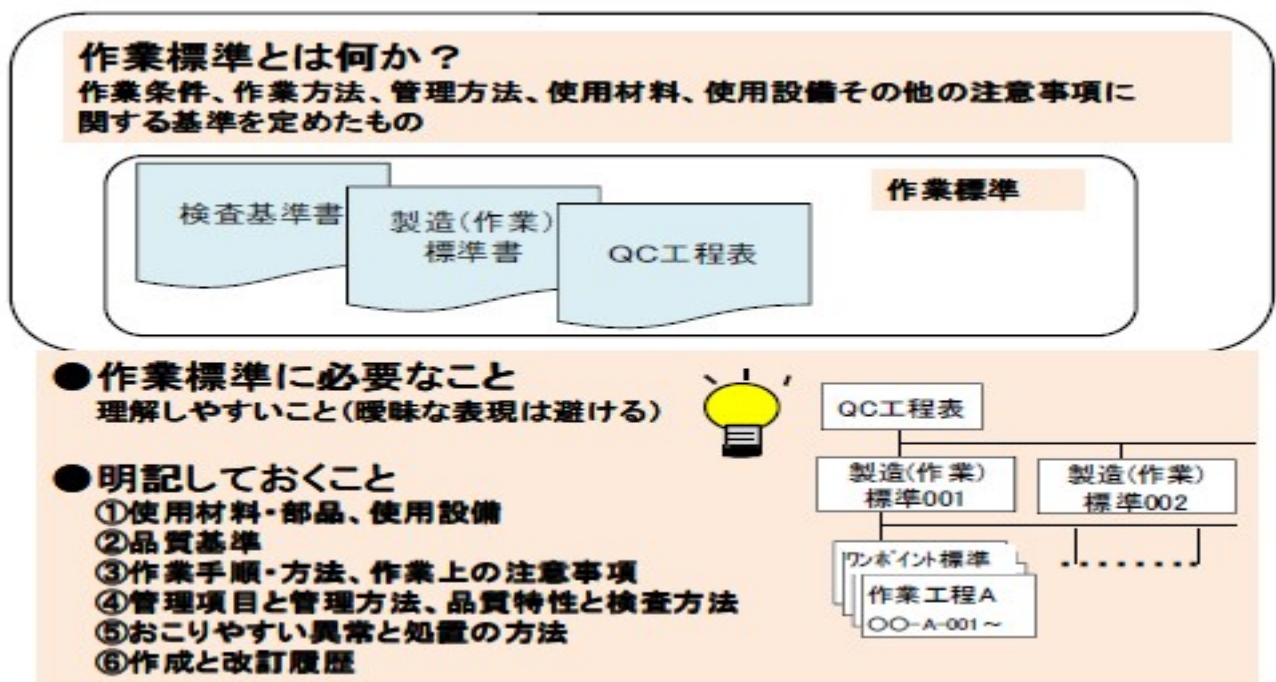 作業標準とは何か？
作業条件、作業方法、管理方法、使用材料、使用設備その他の注意事項に
関する基準を定めたもの
検査基準書
製造(作業)
標準書
QC工程表
作業標準
●作業標準に必要なこと
理解しやすいこと(曖昧な表現は避ける)
●明記しておくこと
①使用材料・部品、使用設備
②品質基準
③作業手順・方法、作業上の注意事項
④管理項目と管理方法、品質特性と検査方法
⑤おこりやすい異常と処置の方法
⑥作成と改訂履歴
QC工程表
製造(作業)
標準001
製造(作業)
標準002
ﾜﾝﾎﾟｲﾝﾄ標準
作業工程A
〇〇-A-001～